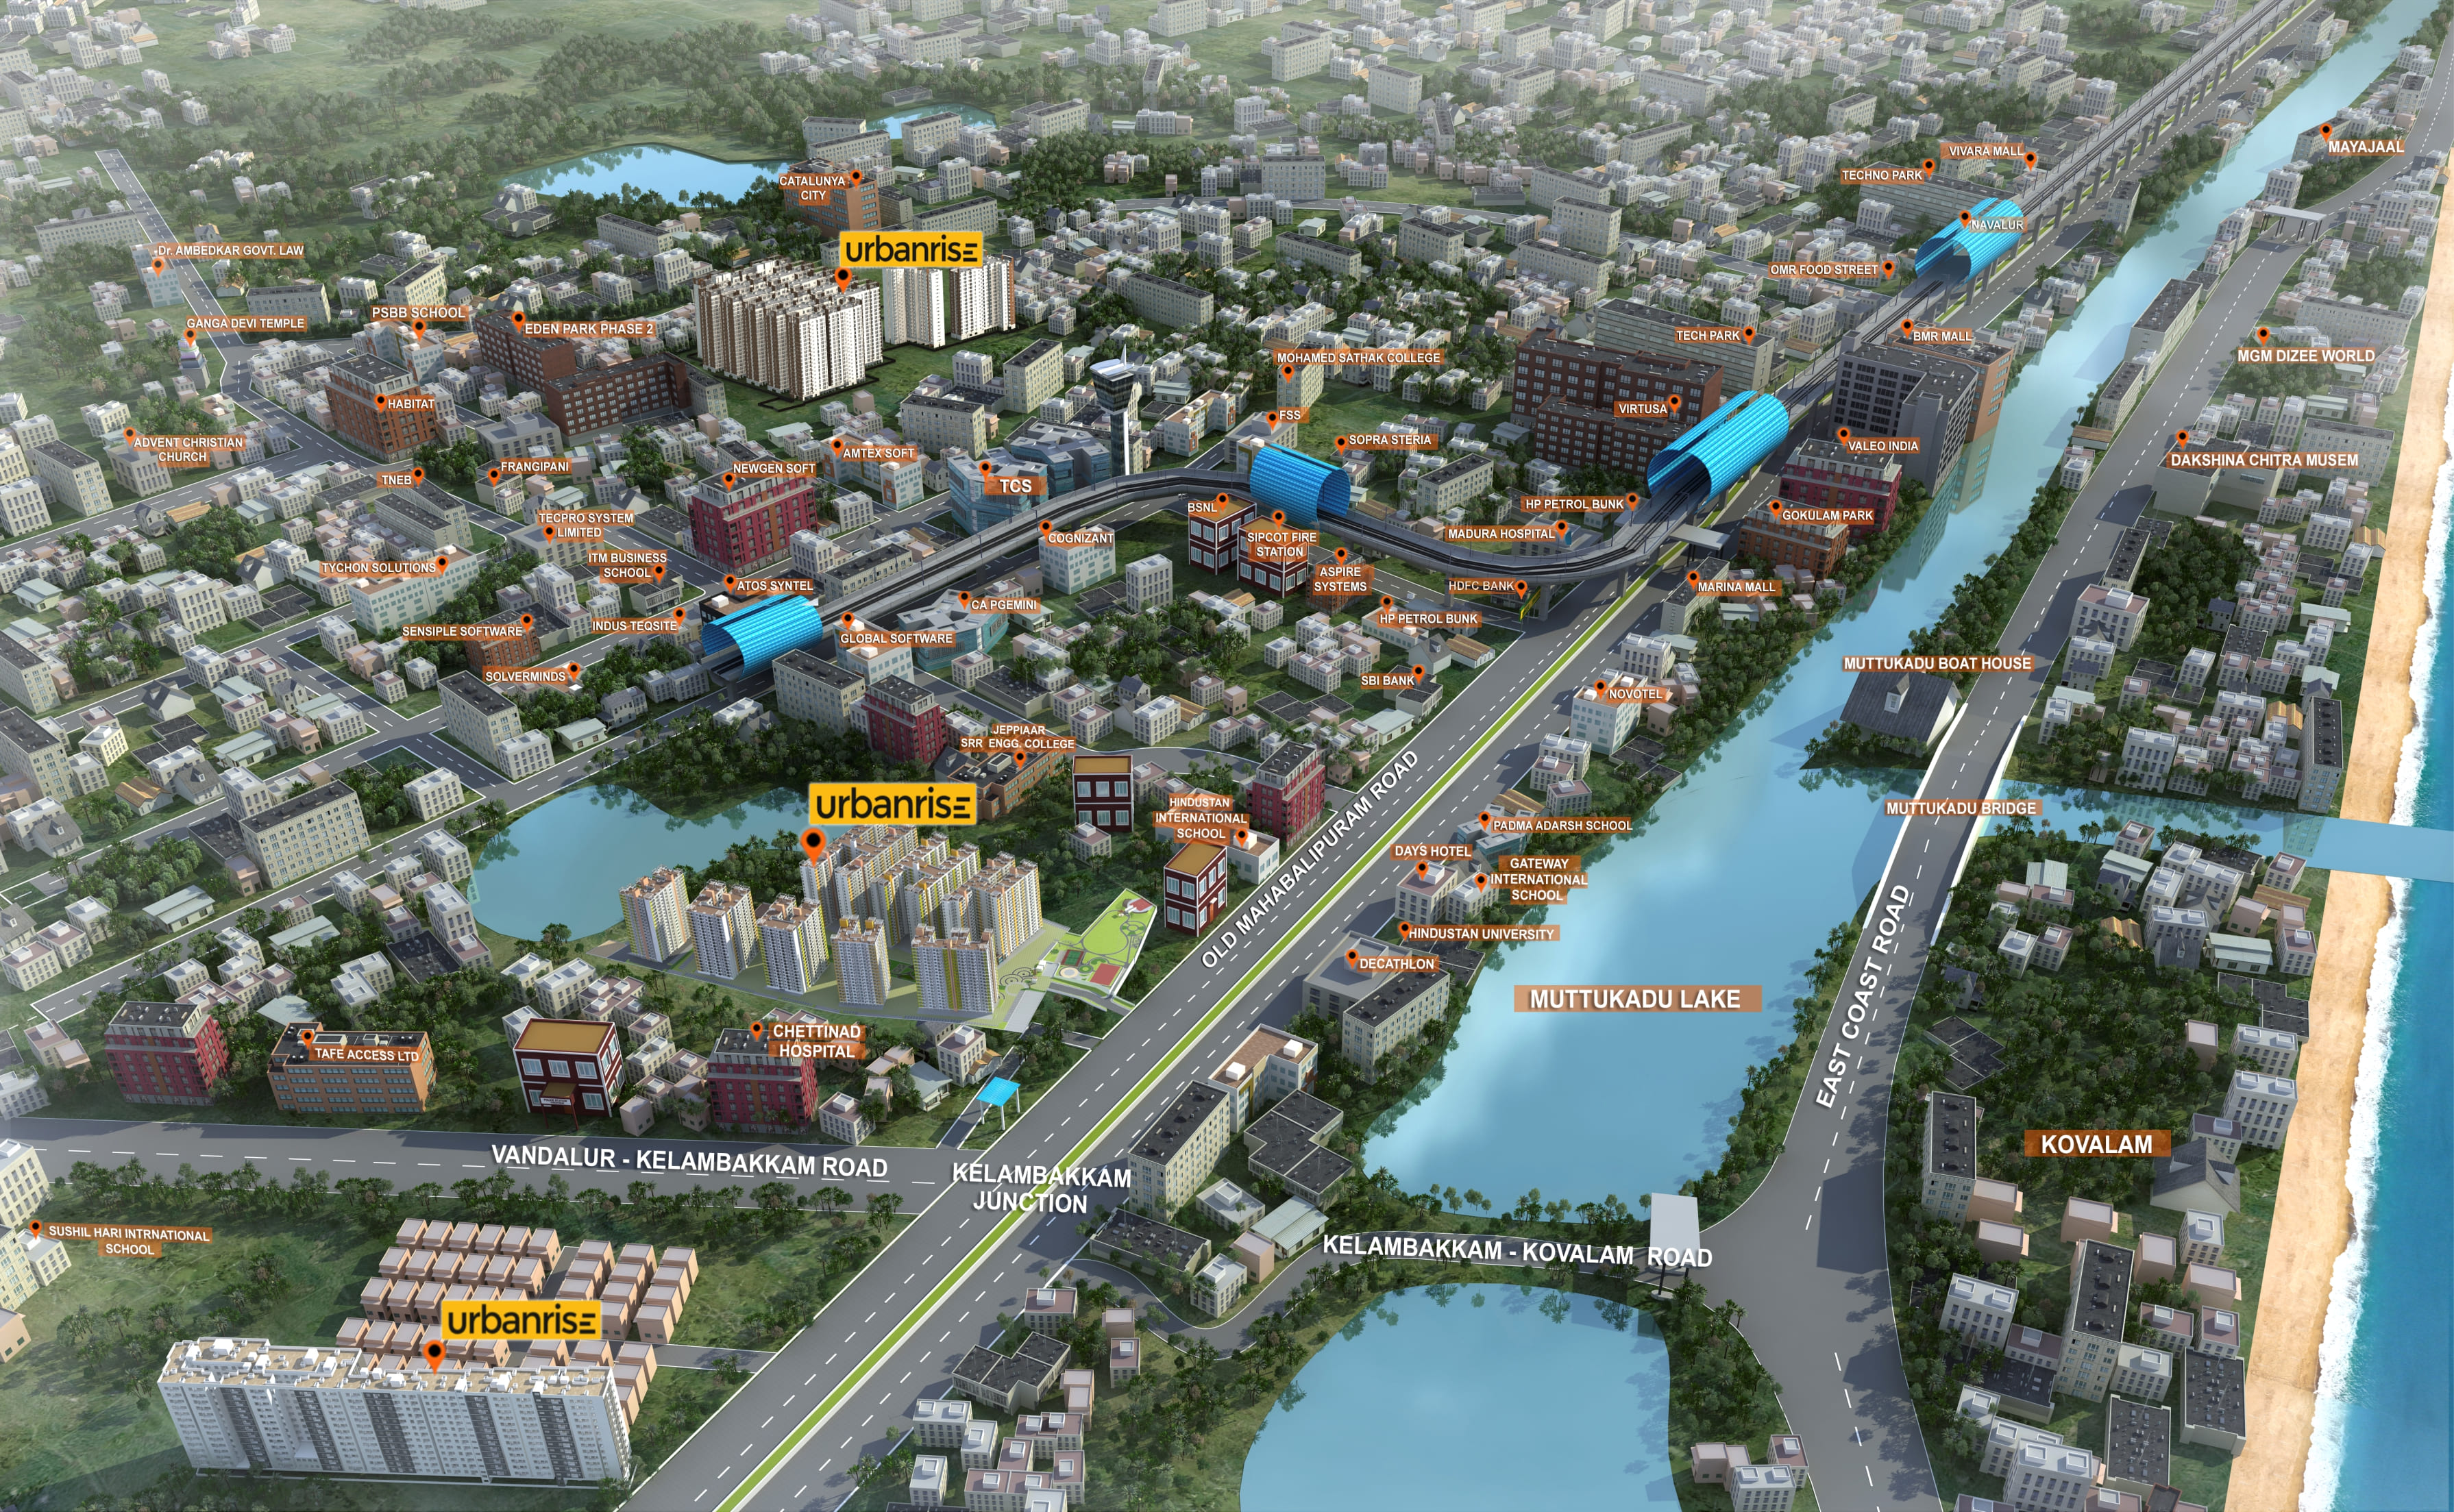 MAYAJAAL
VIVARA MALL
TECHNO PARK
CATALUNYA
CITY
NAVALUR
urbanrise
Dr. AMBEDKAR GOVT. LAW
OMR FOOD STREET
PSBB SCHOOL
GANGA DEVI TEMPLE
EDEN PARK PHASE 2
TECH PARK
BMR MALL
MGM DIZEE WORLD
MOHAMED SATHAK COLLEGE
HABITAT
VIRTUSA
FSS
ADVENT CHRISTIAN
CHURCH
SOPRA STERIA
VALEO INDIA
AMTEX SOFT
DAKSHINA CHITRA MUSEM
FRANGIPANI
NEWGEN SOFT
TNEB
TCS
BSNL
HP PETROL BUNK
GOKULAM PARK
TECPRO SYSTEM
LIMITED
COGNIZANT
SIPCOT FIRE
STATION
MADURA HOSPITAL
ITM BUSINESS
SCHOOL
TYCHON SOLUTIONS
ASPIRE
SYSTEMS
ATOS SYNTEL
HDFC BANK
MARINA MALL
CA PGEMINI
HP PETROL BUNK
SENSIPLE SOFTWARE
INDUS TEQSITE
GLOBAL SOFTWARE
SOLVERMINDS
SBI BANK
MUTTUKADU BOAT HOUSE
NOVOTEL
JEPPIAAR
SRR ENGG. COLLEGE
urbanrise
HINDUSTAN
INTERNATIONAL
SCHOOL
OLD MAHABALIPURAM ROAD
MUTTUKADU BRIDGE
PADMA ADARSH SCHOOL
DAYS HOTEL
GATEWAY
INTERNATIONAL
SCHOOL
HINDUSTAN UNIVERSITY
DECATHLON
MUTTUKADU LAKE
EAST COAST ROAD
CHETTINAD
HOSPITAL
TAFE ACCESS LTD
KOVALAM
VANDALUR - KELAMBAKKAM ROAD
KELAMBAKKAM
JUNCTION
SUSHIL HARI INTRNATIONAL
SCHOOL
KELAMBAKKAM - KOVALAM ROAD
urbanrise